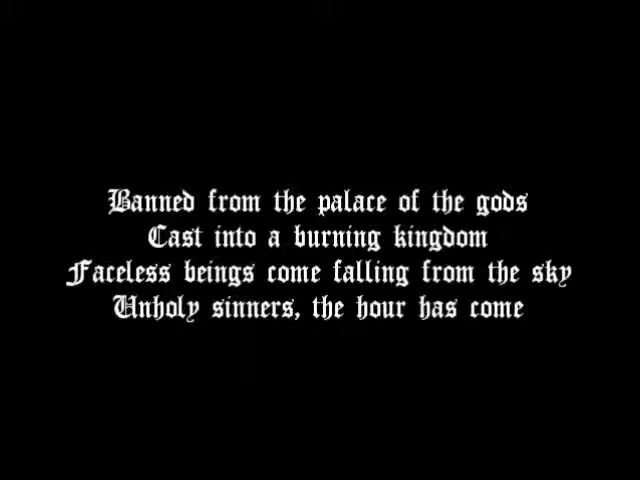 Banned from the palace of the gods
Cast into a burning kingdom
Faceless beings come falling from the sky
Unholy sinners, the hour has come